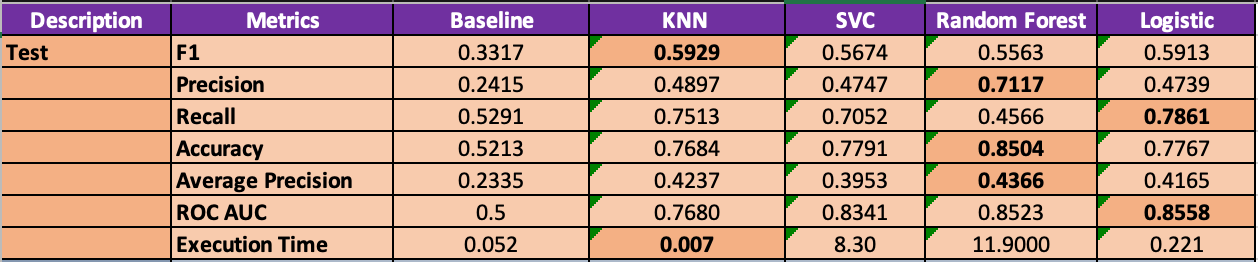 Description Metrics Baseline KNN SVC Random Forest Logistic
Test F1 0.3317 0.5929 0.5674 0.5563 0.5913
Precision 0.2415 0.4897 0.4747 0.7117 0.4739
Recall 0.5291 0.7513 0.7052 0.4566 0.7861
Accuracy 0.5213 0.7684 0.7791 0.8504 0.7767
Average Precision 0.2335 0.4237 0.3953 0.4366 0.4165
ROC AUC 0.5 0.7680 0.8341 0.8523 0.8558
Execution Time 0.052 0.007 8.30 11.9000 0.221